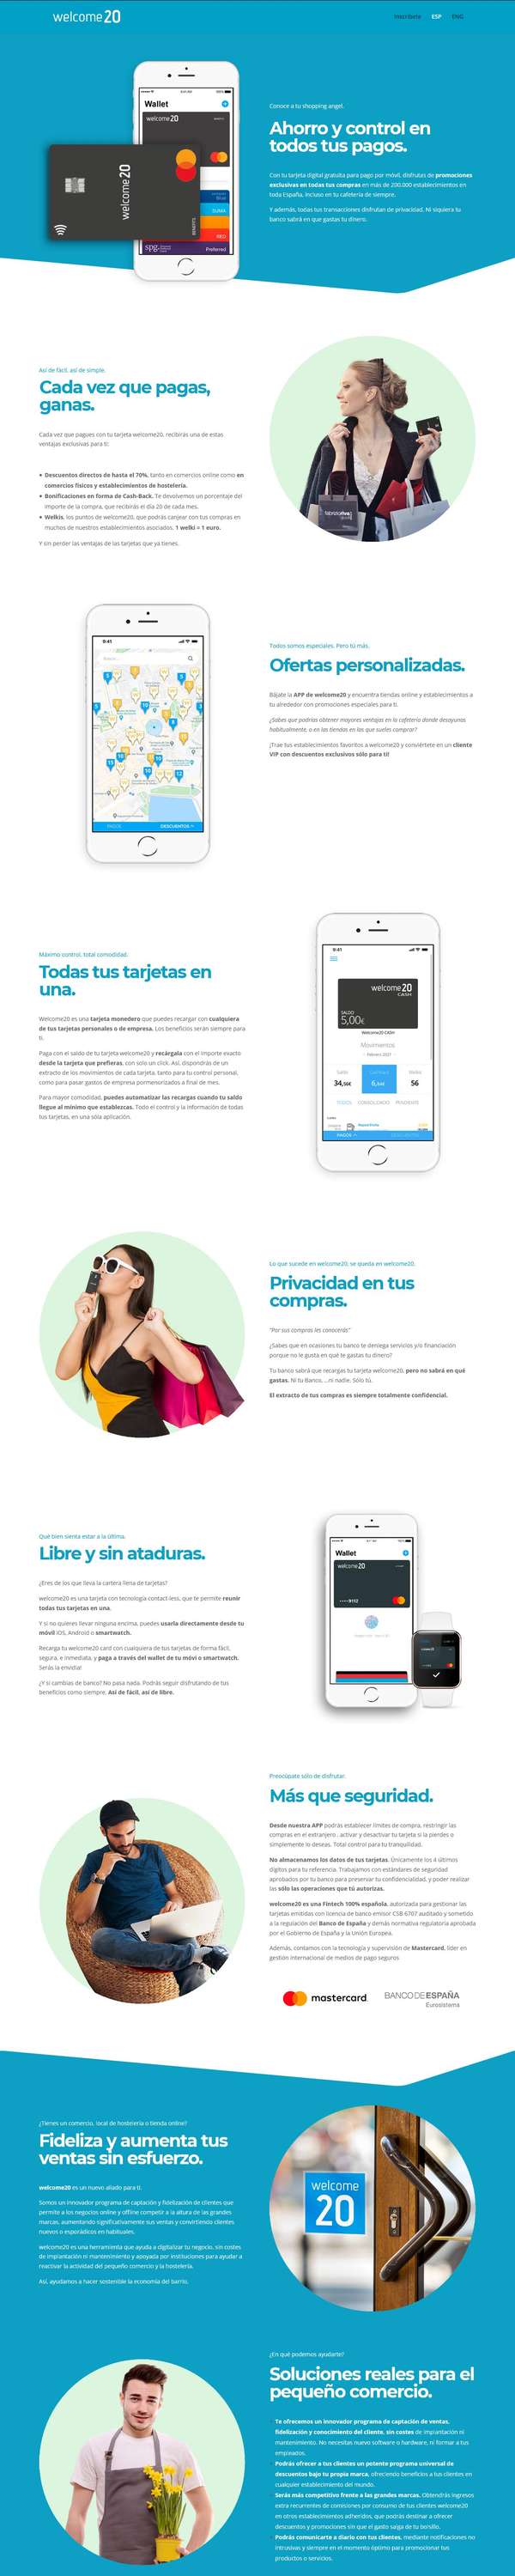 welcome20
Inscríbete ESP ENG
Wallet
welcome20
welcome20
SUMA
RED
spg. Preferred
BENEFITS
Conoce a tu shopping angel.
Ahorro y control en
todos tus pagos.
Con tu tarjeta digital gratuita para pago por móvil, disfrutas de promociones
exclusivas en todas tus compras en más de 200.000 establecimientos en
toda España, incluso en tu cafetería de siempre.
Y además, todas tus transacciones disfrutan de privacidad. Ni siquiera tu
banco sabrá en que gastas tu dinero.
Así de fácil, así de simple.
Cada vez que pagas,
ganas.
Cada vez que pagues con tu tarjeta welcome20, recibirás una de estas
ventajas exclusivas para ti:
• Descuentos directos de hasta el 70%, tanto en comercios online como en
comercios físicos y establecimientos de hostelería.
• Bonificaciones en forma de Cash-Back. Te devolvemos un porcentaje del
importe de la compra, que recibirás el día 20 de cada mes.
• Welkis, los puntos de welcome20, que podrás canjear con tus compras en
muchos de nuestros establecimientos asociados. 1 welki = 1 euro.
Y sin perder las ventajas de las tarjetas que ya tienes.
9:41
DESCUENTOS
Todos somos especiales. Pero tú más.
Ofertas personalizadas.
Bájate la APP de welcome20 y encuentra tiendas online y establecimientos a
tu alrededor con promociones especiales para ti.
¿Sabes que podrías obtener mayores ventajas en la cafetería donde desayunas
habitualmente, o en las tiendas en las que sueles comprar?
¡Trae tus establecimientos favoritos a welcome20 y conviértete en un cliente
VIP con descuentos exclusivos sólo para ti!
Máximo control, total comodidad.
Todas tus tarjetas en
una.
Welcome20 es una tarjeta monedero que puedes recargar con cualquiera
de tus tarjetas personales o de empresa. Los beneficios serán siempre para
ti.
Paga con el saldo de tu tarjeta welcome20 y recárgala con el importe exacto
desde la tarjeta que prefieras, con solo un click. Así, dispondrás de un
extracto de los movimientos de cada tarjeta, tanto para tu control personal,
como para pasar gastos de empresa pormenorizados a final de mes.
Para mayor comodidad, puedes automatizar las recargas cuando tu saldo
llegue al mínimo que establezcas. Todo el control y la información de todas
tus tarjetas, en una sóla aplicación.
9:41
welcome20
CASH
SALDO
5,00€
Welcome20 CASH
Movimientos
Febrero 2021
34,56€ 6,54€ 56
TODOS CONSOLIDADO PENDIENTE
PAGOS
Lo que sucede en welcome20, se queda en welcome20.
Privacidad en tus
compras.
"Por sus compras les conocerás"
¿Sabes que en ocasiones tu banco te deniega servicios y/o financiación
porque no le gusta en qué te gastas tu dinero?
Tu banco sabrá que recargas tu tarjeta welcome20, pero no sabrá en qué
gastas. Ni tu Banco, ...ni nadie. Sólo tú.
El extracto de tus compras es siempre totalmente confidencial.
Qué bien sienta estar a la última.
Libre y sin ataduras.
¿Eres de los que lleva la cartera llena de tarjetas?
welcome20 es una tarjeta con tecnología contact-less, que te permite reunir
todas tus tarjetas en una.
Y si no quieres llevar ninguna encima, puedes usarla directamente desde tu
móvil iOS, Android o smartwatch.
Recarga tu welcome20 card con cualquiera de tus tarjetas de forma fácil,
segura, e inmediata, y paga a través del wallet de tu móvi o smartwatch.
Serás la envidia!
¿Y si cambias de banco? No pasa nada. Podrás seguir disfrutando de tus
beneficios como siempre. Así de fácil, así de libre.
Wallet
welcome20
9112
Preocúpate sólo de disfrutar.
Más que seguridad.
Desde nuestra APP podrás establecer límites de compra, restringir las
compras en el extranjero , activar y desactivar tu tarjeta si la pierdes o
simplemente lo deseas. Total control para tu tranquilidad.
No almacenamos los datos de tus tarjetas. Únicamente los 4 últimos
dígitos para tu referencia. Trabajamos con estándares de seguridad
aprobados por tu banco para preservar tu confidencialidad, y poder realizar
las sólo las operaciones que tú autorizas.
welcome20 es una Fintech 100% española, autorizada para gestionar las
tarjetas emitidas con licencia de banco emisor CSB 6707 auditado y sometido
a la regulación del Banco de España y demás normativa regulatoria aprobada
por el Gobierno de España y la Unión Europea.
Además, contamos con la tecnología y supervisión de Mastercard, líder en
gestión internacional de medios de pago seguros
mastercard
BANCO DE ESPAÑA
Eurosistema
¿Tienes un comercio, local de hostelería o tienda online?
Fideliza y aumenta tus
ventas sin esfuerzo.
welcome20 es un nuevo aliado para ti.
Somos un innovador programa de captación y fidelización de clientes que
permite a los negocios online y offline competir a la altura de las grandes
marcas, aumentando significativamente sus ventas y convirtiendo clientes
nuevos o esporádicos en habituales.
welcome20 es una herramienta que ayuda a digitalizar tu negocio, sin costes
de implantación ni mantenimiento y apoyada por instituciones para ayudar a
reactivar la actividad del pequeño comercio y la hostelería.
Así, ayudamos a hacer sostenible la economía del barrio.
welcome
20
¿En qué podemos ayudarte?
Soluciones reales para el
pequeño comercio.
Te ofrecemos un innovador programa de captación de ventas,
fidelización y conocimiento del cliente, sin costes de implantación ni
mantenimiento. No necesitas nuevo software o hardware, ni formar a tus
empleados.
Podrás ofrecer a tus clientes un potente programa universal de
descuentos bajo tu propia marca, ofreciendo beneficios a tus clientes en
cualquier establecimiento del mundo.
Serás más competitivo frente a las grandes marcas. Obtendrás ingresos
extra recurrentes de comisiones por consumo de tus clientes welcome20
en otros establecimientos adheridos, que podrás destinar a ofrecer
descuentos y promociones sin que el gasto salga de tu bolsillo.
Podrás comunicarte a diario con tus clientes, mediante notificaciones no
intrusivas y siempre en el momento óptimo para promocionar tus
productos o servicios.